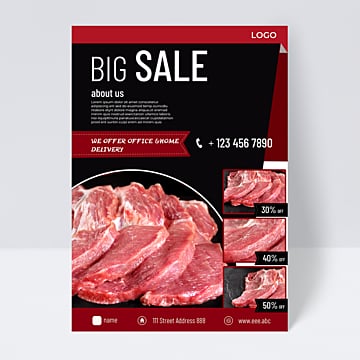 LOGO
BIG SALE
about us
WE OFFER OFFICE &HOME
DELIVERY
+ 123 456 7890
30% OFF
40% OFF
50% OFF
name
111 Street Address 888
www.eee.abc